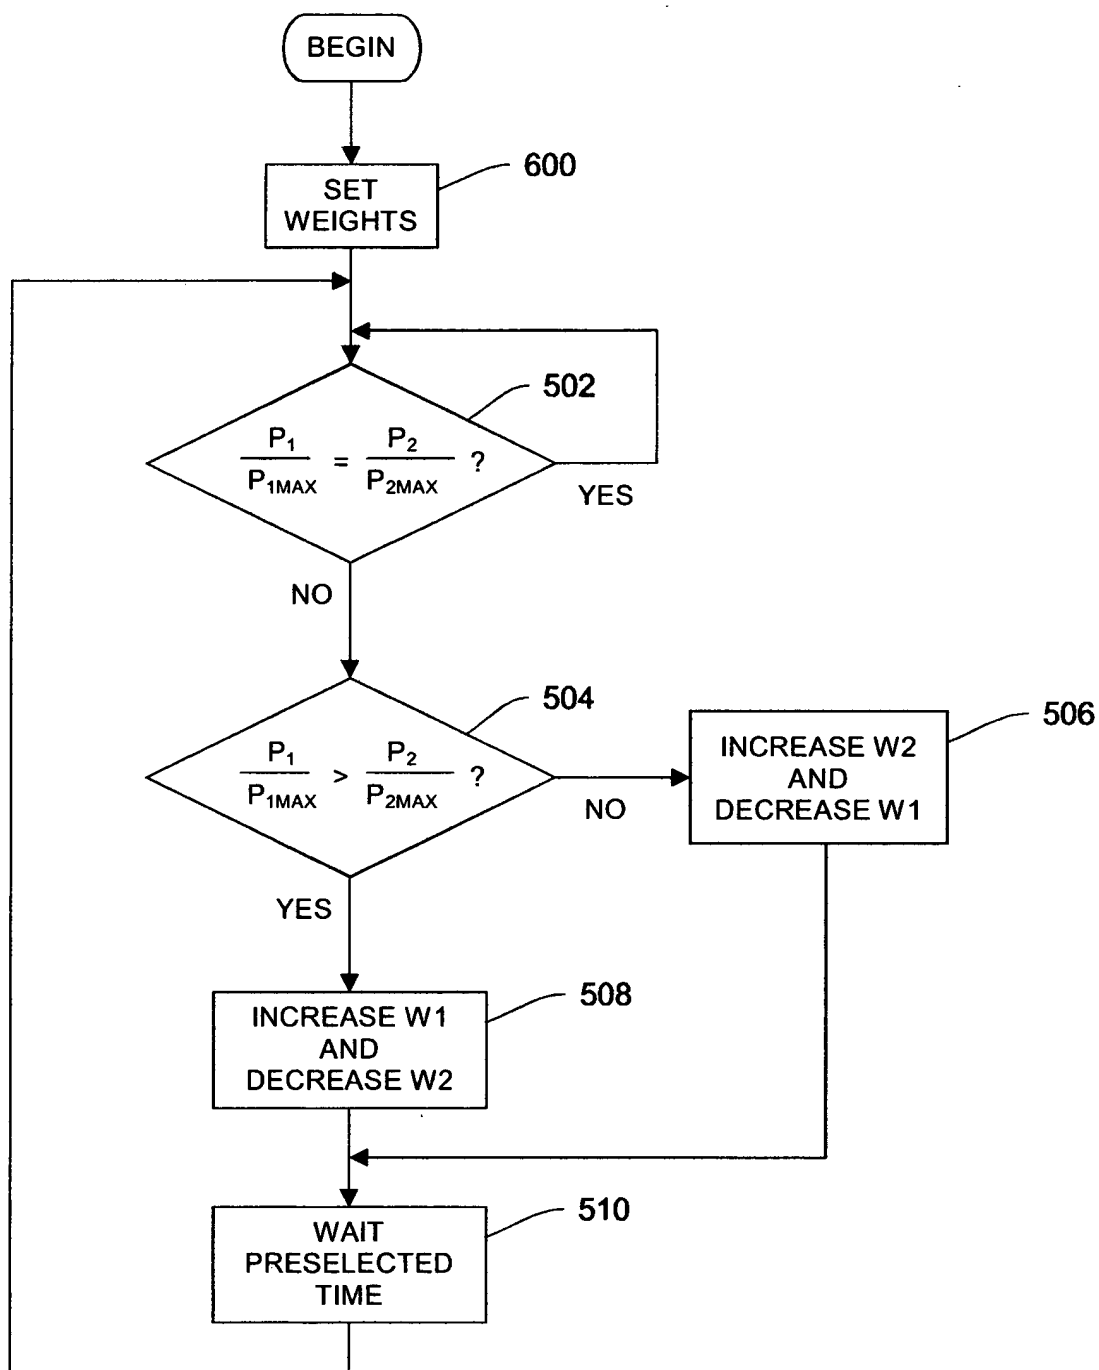 BEGIN
600
SET
WEIGHTS
502
P1 / P1MAX = P2 / P2MAX ?
YES
NO
504
P1 / P1MAX > P2 / P2MAX ?
NO
506
INCREASE W2
AND
DECREASE W1
YES
508
INCREASE W1
AND
DECREASE W2
510
WAIT
PRESELECTED
TIME